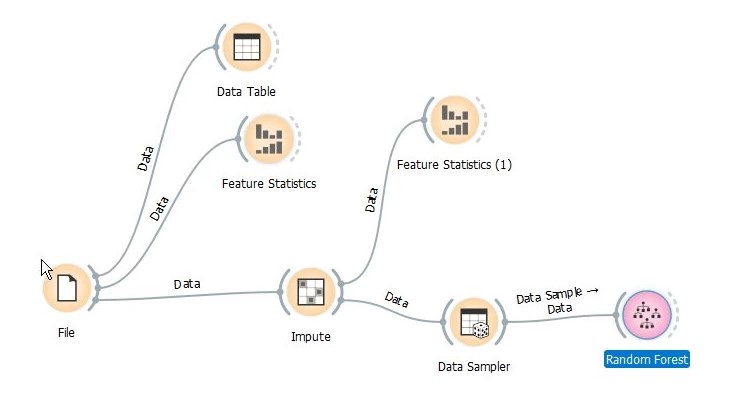 Data Table
Data
Feature Statistics
Data
Feature Statistics (1)
Data
Data
File
Impute
Data
Data Sample →
Data
Data Sampler
Random Forest